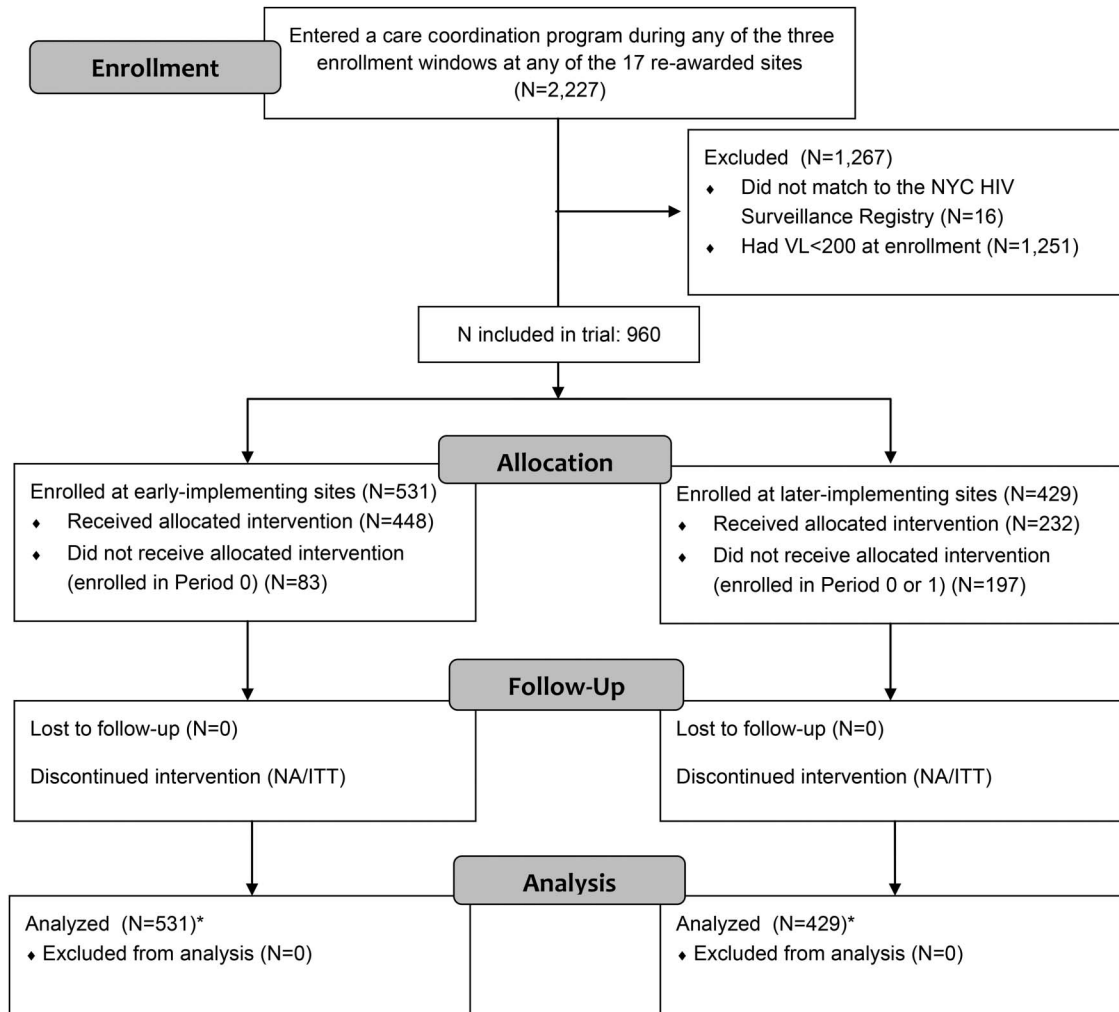 Enrollment
Entered a care coordination program during any of the three
enrollment windows at any of the 17 re-awarded sites
(N=2,227)
Excluded (N=1,267)
♦ Did not match to the NYC HIV
Surveillance Registry (N=16)
♦ Had VL<200 at enrollment (N=1,251)
N included in trial: 960
Allocation
Enrolled at early-implementing sites (N=531)
♦ Received allocated intervention (N=448)
♦ Did not receive allocated intervention
(enrolled in Period 0) (N=83)
Enrolled at later-implementing sites (N=429)
♦ Received allocated intervention (N=232)
♦ Did not receive allocated intervention
(enrolled in Period 0 or 1) (N=197)
Follow-Up
Lost to follow-up (N=0)
Discontinued intervention (NA/ITT)
Lost to follow-up (N=0)
Discontinued intervention (NA/ITT)
Analysis
Analyzed (N=531)*
♦ Excluded from analysis (N=0)
Analyzed (N=429)*
♦ Excluded from analysis (N=0)